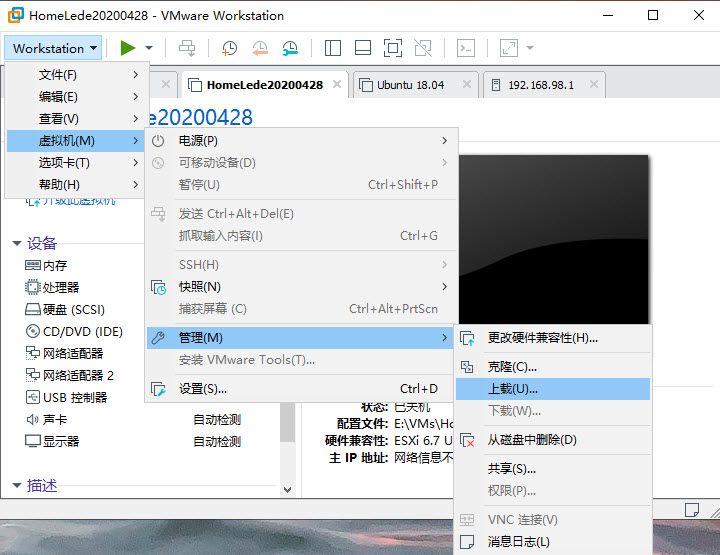 HomeLede20200428 - VMware Workstation
Workstation
HomeLede20200428
Ubuntu 18.04
192.168.98.1
文件(F)
编辑(E)
查看(V)
虚拟机(M)
选项卡(T)
帮助(H)
e20200428
升级此虚拟机
电源(P)
可移动设备(D)
暂停(U) Ctrl+Shift+P
发送 Ctrl+Alt+Del(E)
抓取输入内容(I) Ctrl+G
SSH(H)
快照(N)
捕获屏幕 (C) Ctrl+Alt+PrtScn
管理(M)
安装 VMware Tools(T)...
设置(S)... Ctrl+D
更改硬件兼容性(H)...
克隆(C)...
上载(U)...
下载(W)...
从磁盘中删除(D)
共享(S)...
权限(P)...
VNC 连接(V)
消息日志(L)
设备
内存
处理器
硬盘 (SCSI)
CD/DVD (IDE)
网络适配器
网络适配器 2
USB 控制器
声卡 自动检测
显示器 自动检测
描述
状态: 已关机
配置文件: E:\VMs\Ho
硬件兼容性: ESXi 6.7 U
主 IP 地址: 网络信息不